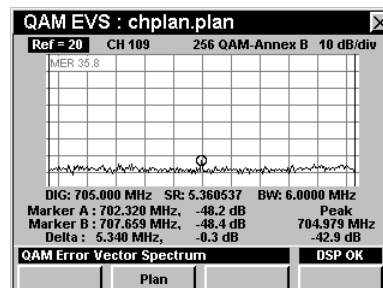 QAM EVS : chplan.plan
Ref = 20 CH 109 256 QAM-Annex B 10 dB/div
MER 35.8
DIG: 705.000 MHz SR: 5.360537 BW: 6.0000 MHz
Marker A : 702.320 MHz, -48.2 dB Peak
Marker B : 707.659 MHz, -48.4 dB 704.979 MHz
Delta : 5.340 MHz, -0.3 dB -42.9 dB
QAM Error Vector Spectrum DSP OK
Plan